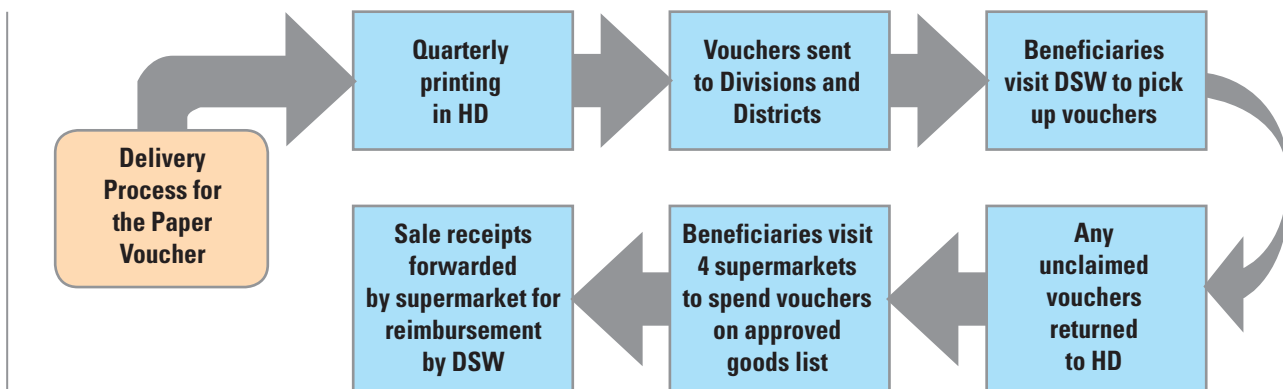 Delivery
Process for
the Paper
Voucher
Quarterly
printing
in HD
Vouchers sent
to Divisions and
Districts
Beneficiaries
visit DSW to pick
up vouchers
Any
unclaimed
vouchers
returned
to HD
Beneficiaries visit
4 supermarkets
to spend vouchers
on approved
goods list
Sale receipts
forwarded
by supermarket for
reimbursement
by DSW